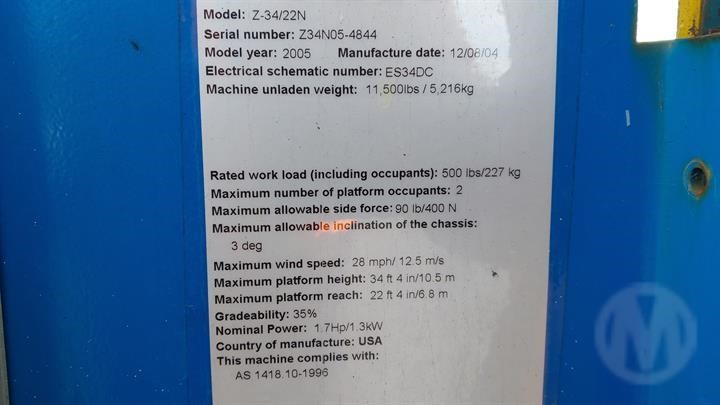 Model: Z-34/22N
Serial number: Z34N05-4844
Model year: 2005 Manufacture date: 12/08/04
Electrical schematic number: ES34DC
Machine unladen weight: 11,500lbs / 5,216kg
Rated work load (including occupants): 500 lbs/227 kg
Maximum number of platform occupants: 2
Maximum allowable side force: 90 lb/400 N
Maximum allowable inclination of the chassis:
3 deg
Maximum wind speed: 28 mph/ 12.5 m/s
Maximum platform height: 34 ft 4 in/10.5 m
Maximum platform reach: 22 ft 4 in/6.8 m
Gradeability: 35%
Nominal Power: 1.7Hp/1.3kW
Country of manufacture: USA
This machine complies with:
AS 1418.10-1996
M